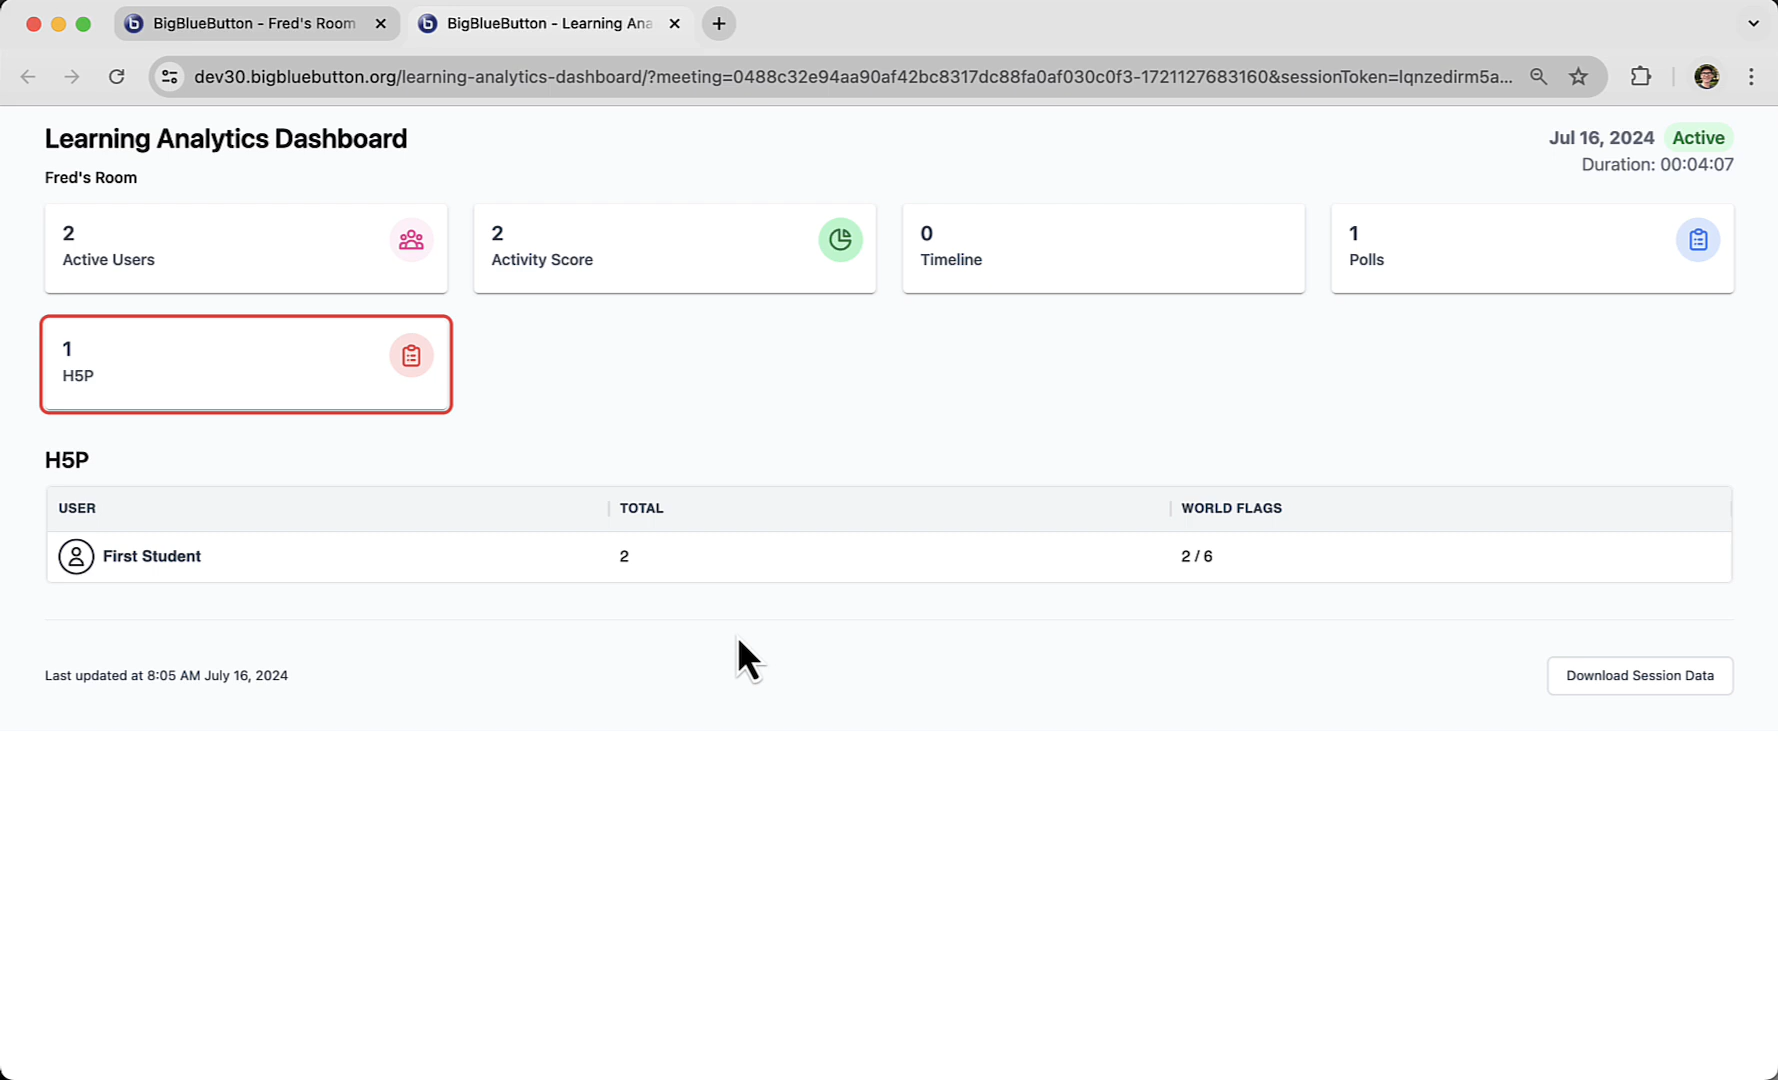 BigBlueButton - Fred's Room
BigBlueButton - Learning Ana
dev30.bigbluebutton.org/learning-analytics-dashboard/?meeting=0488c32e94aa90af42bc8317dc88fa0af030c0f3-1721127683160&sessionToken=lqnzedirm5a...
Learning Analytics Dashboard
Jul 16, 2024 Active
Duration: 00:04:07
Fred's Room
2
Active Users
2
Activity Score
0
Timeline
1
Polls
1
H5P
H5P
USER TOTAL WORLD FLAGS
First Student 2 2 / 6
Last updated at 8:05 AM July 16, 2024
Download Session Data